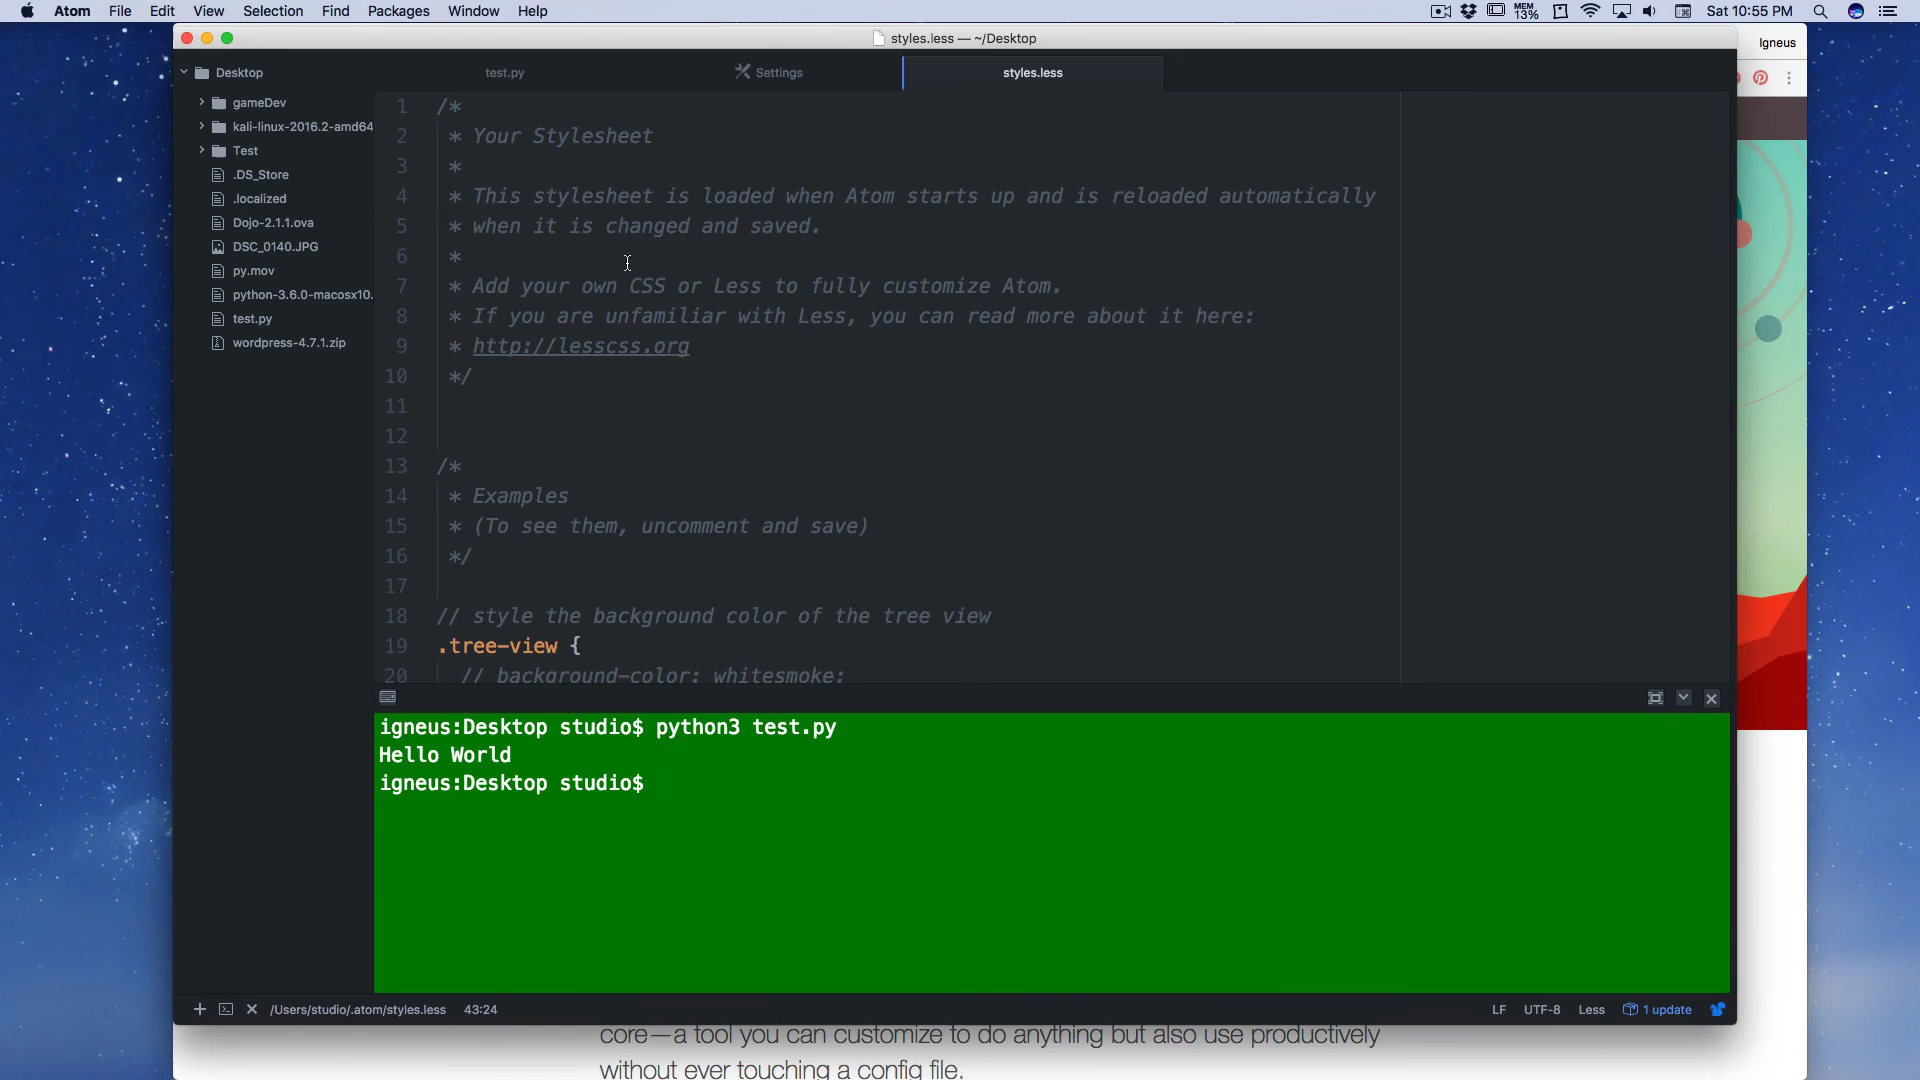 Atom File Edit View Selection Find Packages Window Help
MEM 13% Sat 10:55 PM
styles.less — ~/Desktop
Igneus
Desktop
gameDev
kali-linux-2016.2-amd64
Test
.DS_Store
.localized
Dojo-2.1.1.ova
DSC_0140.JPG
py.mov
python-3.6.0-macosx10.
test.py
wordpress-4.7.1.zip
test.py Settings styles.less
1 /*
2 * Your Stylesheet
3 *
4 * This stylesheet is loaded when Atom starts up and is reloaded automatically
5 * when it is changed and saved.
6 *
7 * Add your own CSS or Less to fully customize Atom.
8 * If you are unfamiliar with Less, you can read more about it here:
9 * http://lesscss.org
10 */
11
12
13 /*
14 * Examples
15 * (To see them, uncomment and save)
16 */
17
18 // style the background color of the tree view
19 .tree-view {
20 // background-color: whitesmoke;
igneus:Desktop studio$ python3 test.py
Hello World
igneus:Desktop studio$
/Users/studio/.atom/styles.less 43:24 LF UTF-8 Less 1 update
core—a tool you can customize to do anything but also use productively
without ever touching a config file.